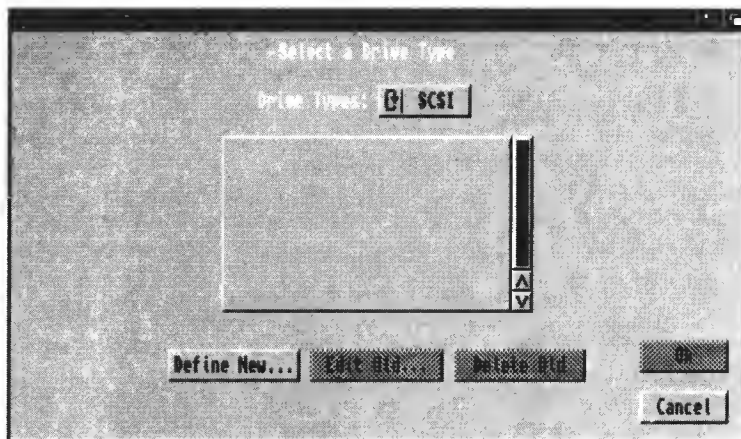 Select a Drive Type
Drive Types: SCSI
Define New... Edit Old... Delete Old
Ok
Cancel